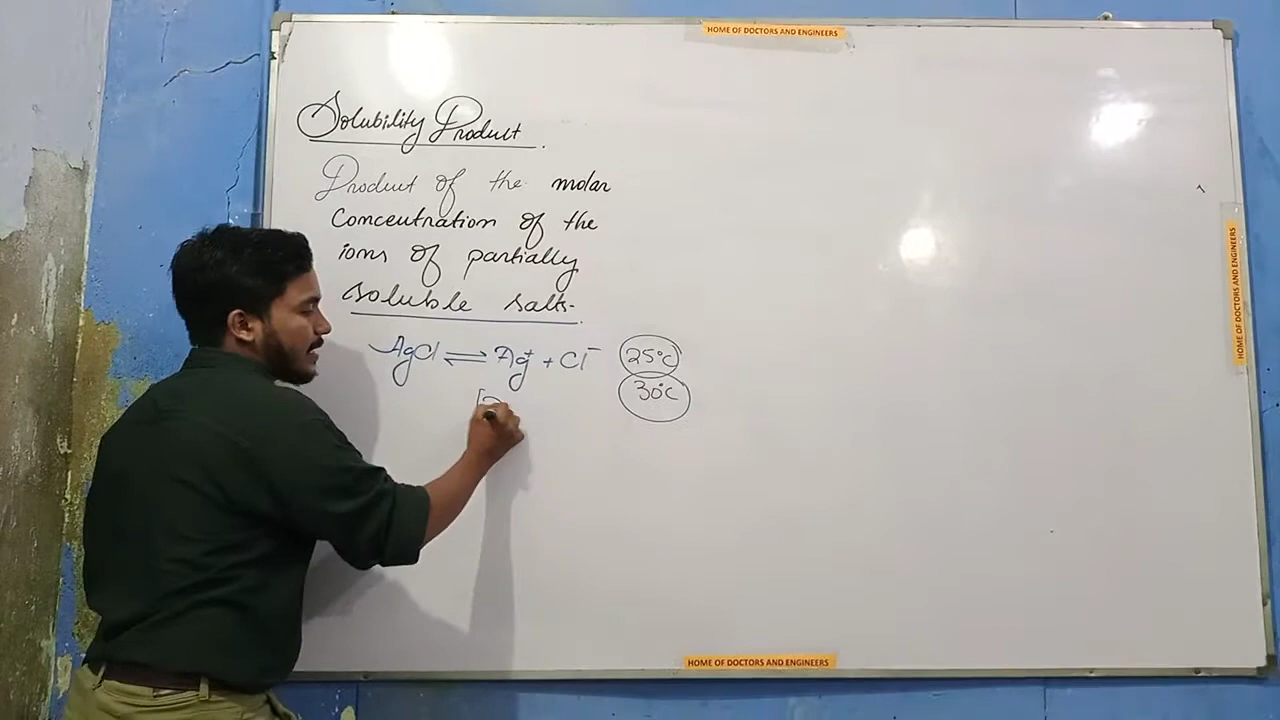 HOME OF DOCTORS AND ENGINEERS
Solubility Product.
Product of the molar
Concentration of the
ions of partially
soluble salts.
AgCl ⇌ Ag⁺ + Cl⁻ 25°C
30°C
[
HOME OF DOCTORS AND ENGINEERS
HOME OF DOCTORS AND ENGINEERS